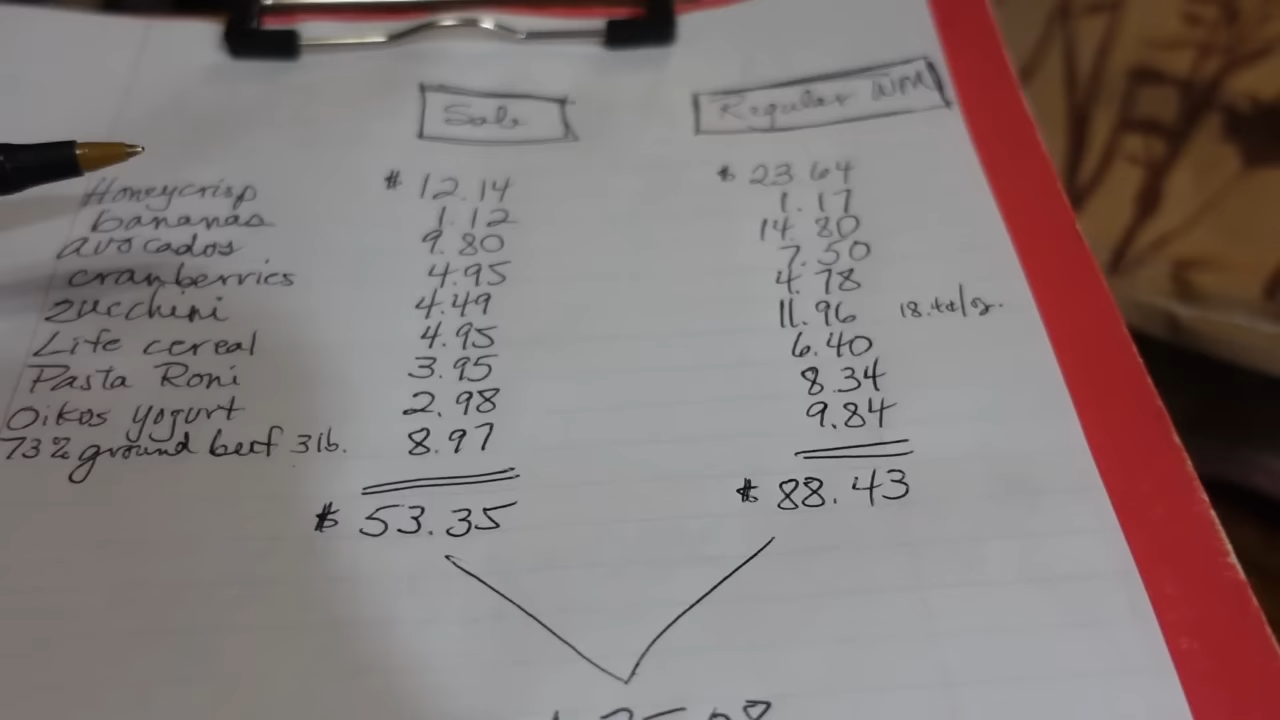 Sale Regular WM
Honeycrisp $ 12.14 $ 23.64
bananas 1.12 1.17
avocados 9.80 14.80
cranberries 4.95 7.50
zucchini 4.49 4.78
Life cereal 4.95 11.96 18.
Pasta Roni 3.95 6.40
Oikos yogurt 2.98 8.34
73% ground beef 3 lb. 8.97 9.84
$ 53.35 $ 88.43